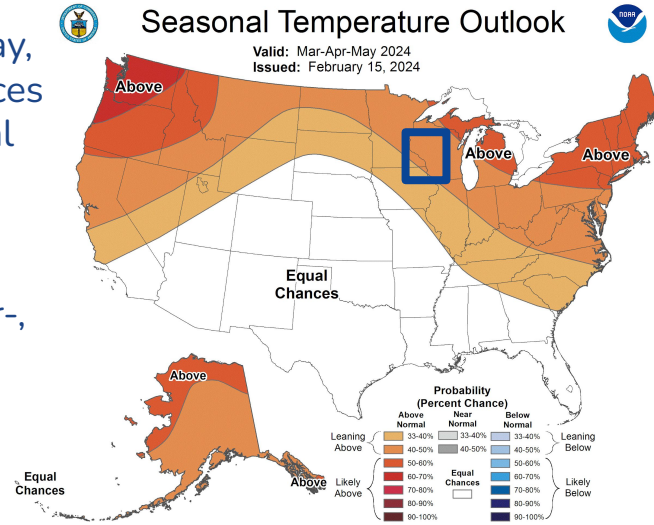 Seasonal Temperature Outlook
Valid: Mar-Apr-May 2024
Issued: February 15, 2024
NOAA
Above
Above
Above
Equal
Chances
Above
Above
Equal
Chances
Probability
(Percent Chance)
Above Normal
Near Normal
Below Normal
Leaning Above
33-40%
33-40%
33-40%
Leaning Below
40-50%
40-50%
40-50%
Likely Above
50-60%
50-60%
Likely Below
60-70%
60-70%
Equal Chances
70-80%
70-80%
80-90%
80-90%
90-100%
90-100%